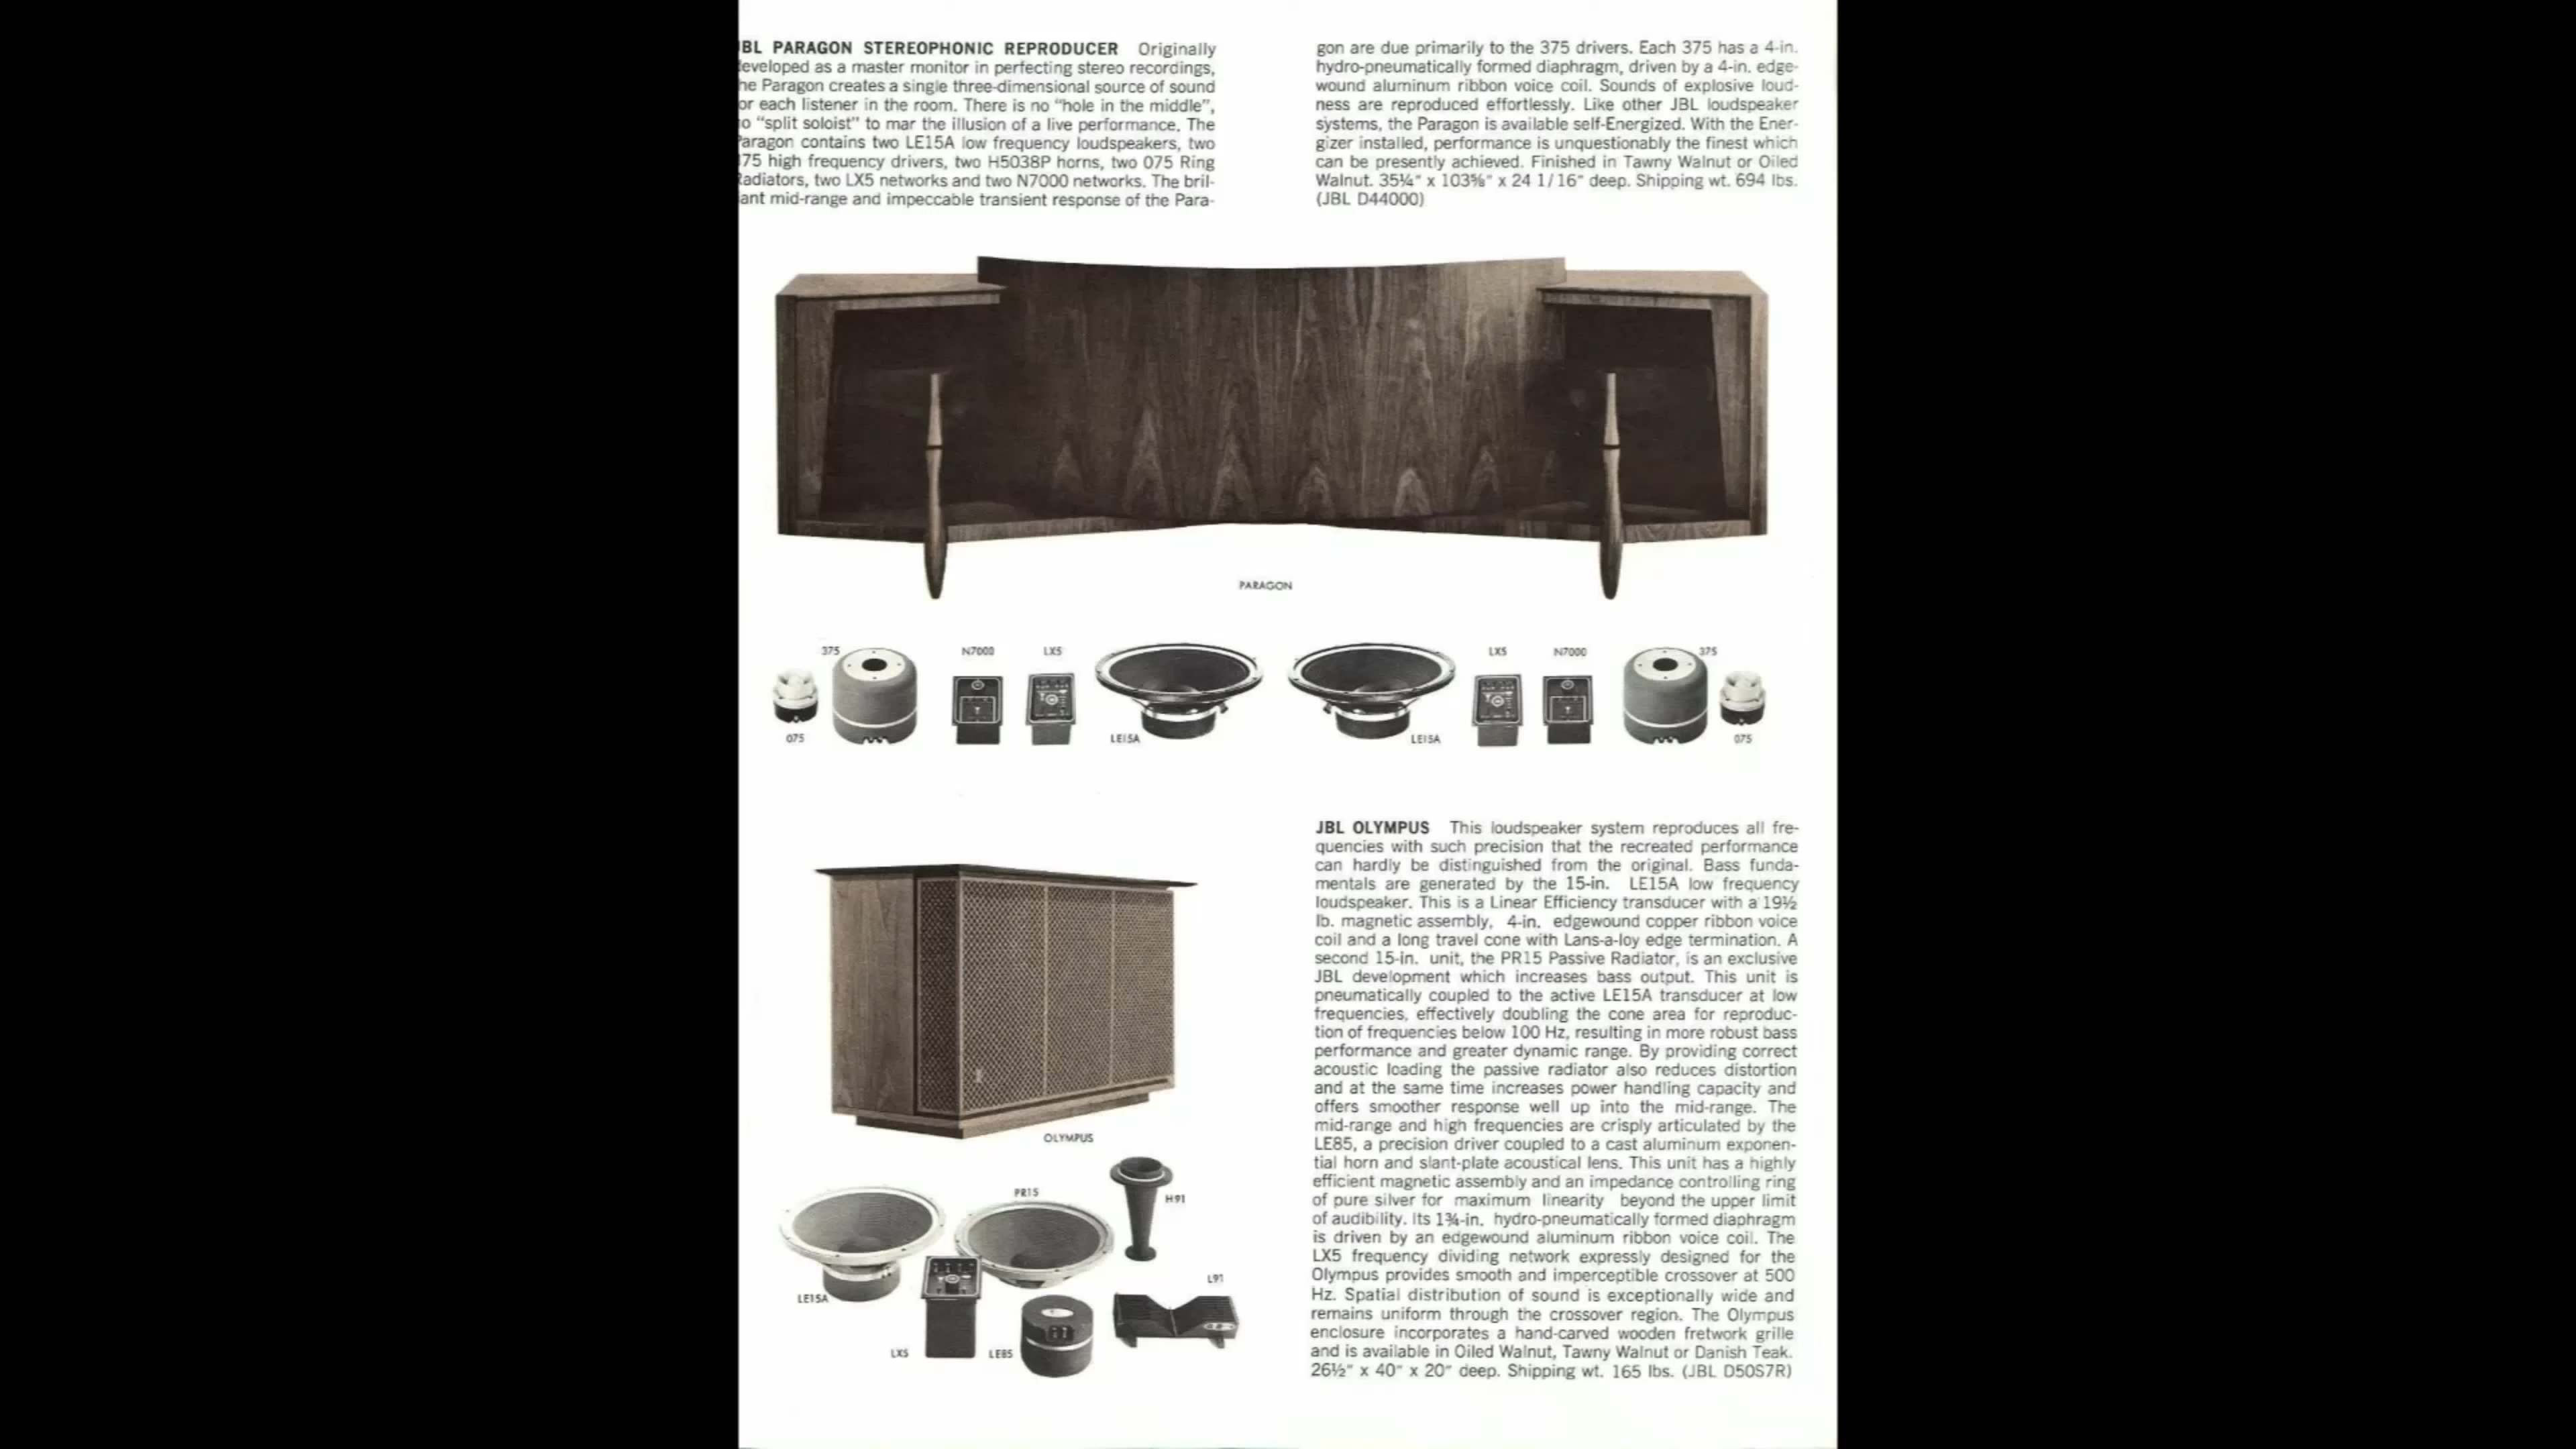 JBL PARAGON STEREOPHONIC REPRODUCER Originally
developed as a master monitor in perfecting stereo recordings,
the Paragon creates a single three-dimensional source of sound
for each listener in the room. There is no "hole in the middle",
no "split soloist" to mar the illusion of a live performance. The
Paragon contains two LE15A low frequency loudspeakers, two
375 high frequency drivers, two H5038P horns, two 075 Ring
Radiators, two LX5 networks and two N7000 networks. The bril-
liant mid-range and impeccable transient response of the Para-
gon are due primarily to the 375 drivers. Each 375 has a 4-in.
hydro-pneumatically formed diaphragm, driven by a 4-in. edge-
wound aluminum ribbon voice coil. Sounds of explosive loud-
ness are reproduced effortlessly. Like other JBL loudspeaker
systems, the Paragon is available self-Energized. With the Ener-
gizer installed, performance is unquestionably the finest which
can be presently achieved. Finished in Tawny Walnut or Oiled
Walnut. 35¼" x 103⅝" x 24 1/16" deep. Shipping wt. 694 lbs.
(JBL D44000)
PARAGON
375
N7000
LX5
LX5
N7000
375
075
LE15A
LE15A
075
OLYMPUS
PR15
H91
L91
LE15A
LX5
LE85
JBL OLYMPUS This loudspeaker system reproduces all fre-
quencies with such precision that the recreated performance
can hardly be distinguished from the original. Bass funda-
mentals are generated by the 15-in. LE15A low frequency
loudspeaker. This is a Linear Efficiency transducer with a 19½
lb. magnetic assembly, 4-in. edgewound copper ribbon voice
coil and a long travel cone with Lans-a-loy edge termination. A
second 15-in. unit, the PR15 Passive Radiator, is an exclusive
JBL development which increases bass output. This unit is
pneumatically coupled to the active LE15A transducer at low
frequencies, effectively doubling the cone area for reproduc-
tion of frequencies below 100 Hz, resulting in more robust bass
performance and greater dynamic range. By providing correct
acoustic loading the passive radiator also reduces distortion
and at the same time increases power handling capacity and
offers smoother response well up into the mid-range. The
mid-range and high frequencies are crisply articulated by the
LE85, a precision driver coupled to a cast aluminum exponen-
tial horn and slant-plate acoustical lens. This unit has a highly
efficient magnetic assembly and an impedance controlling ring
of pure silver for maximum linearity beyond the upper limit
of audibility. Its 1¾-in. hydro-pneumatically formed diaphragm
is driven by an edgewound aluminum ribbon voice coil. The
LX5 frequency dividing network expressly designed for the
Olympus provides smooth and imperceptible crossover at 500
Hz. Spatial distribution of sound is exceptionally wide and
remains uniform through the crossover region. The Olympus
enclosure incorporates a hand-carved wooden fretwork grille
and is available in Oiled Walnut, Tawny Walnut or Danish Teak.
26½" x 40" x 20" deep. Shipping wt. 165 lbs. (JBL D50S7R)